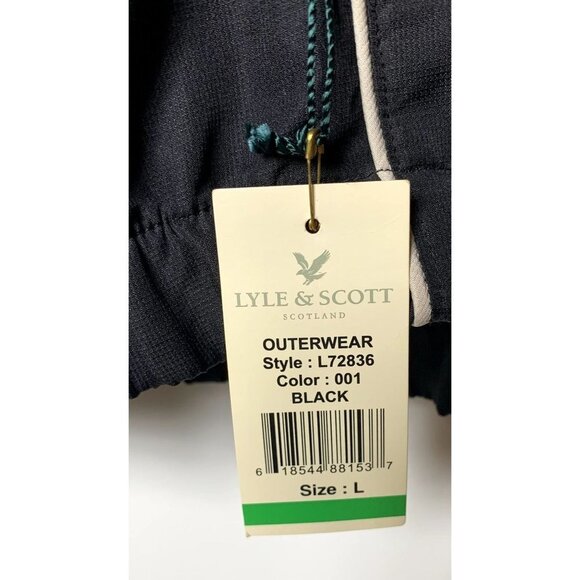 LYLE & SCOTT
SCOTLAND
OUTERWEAR
Style : L72836
Color : 001
BLACK
6 18544 88153 7
Size : L